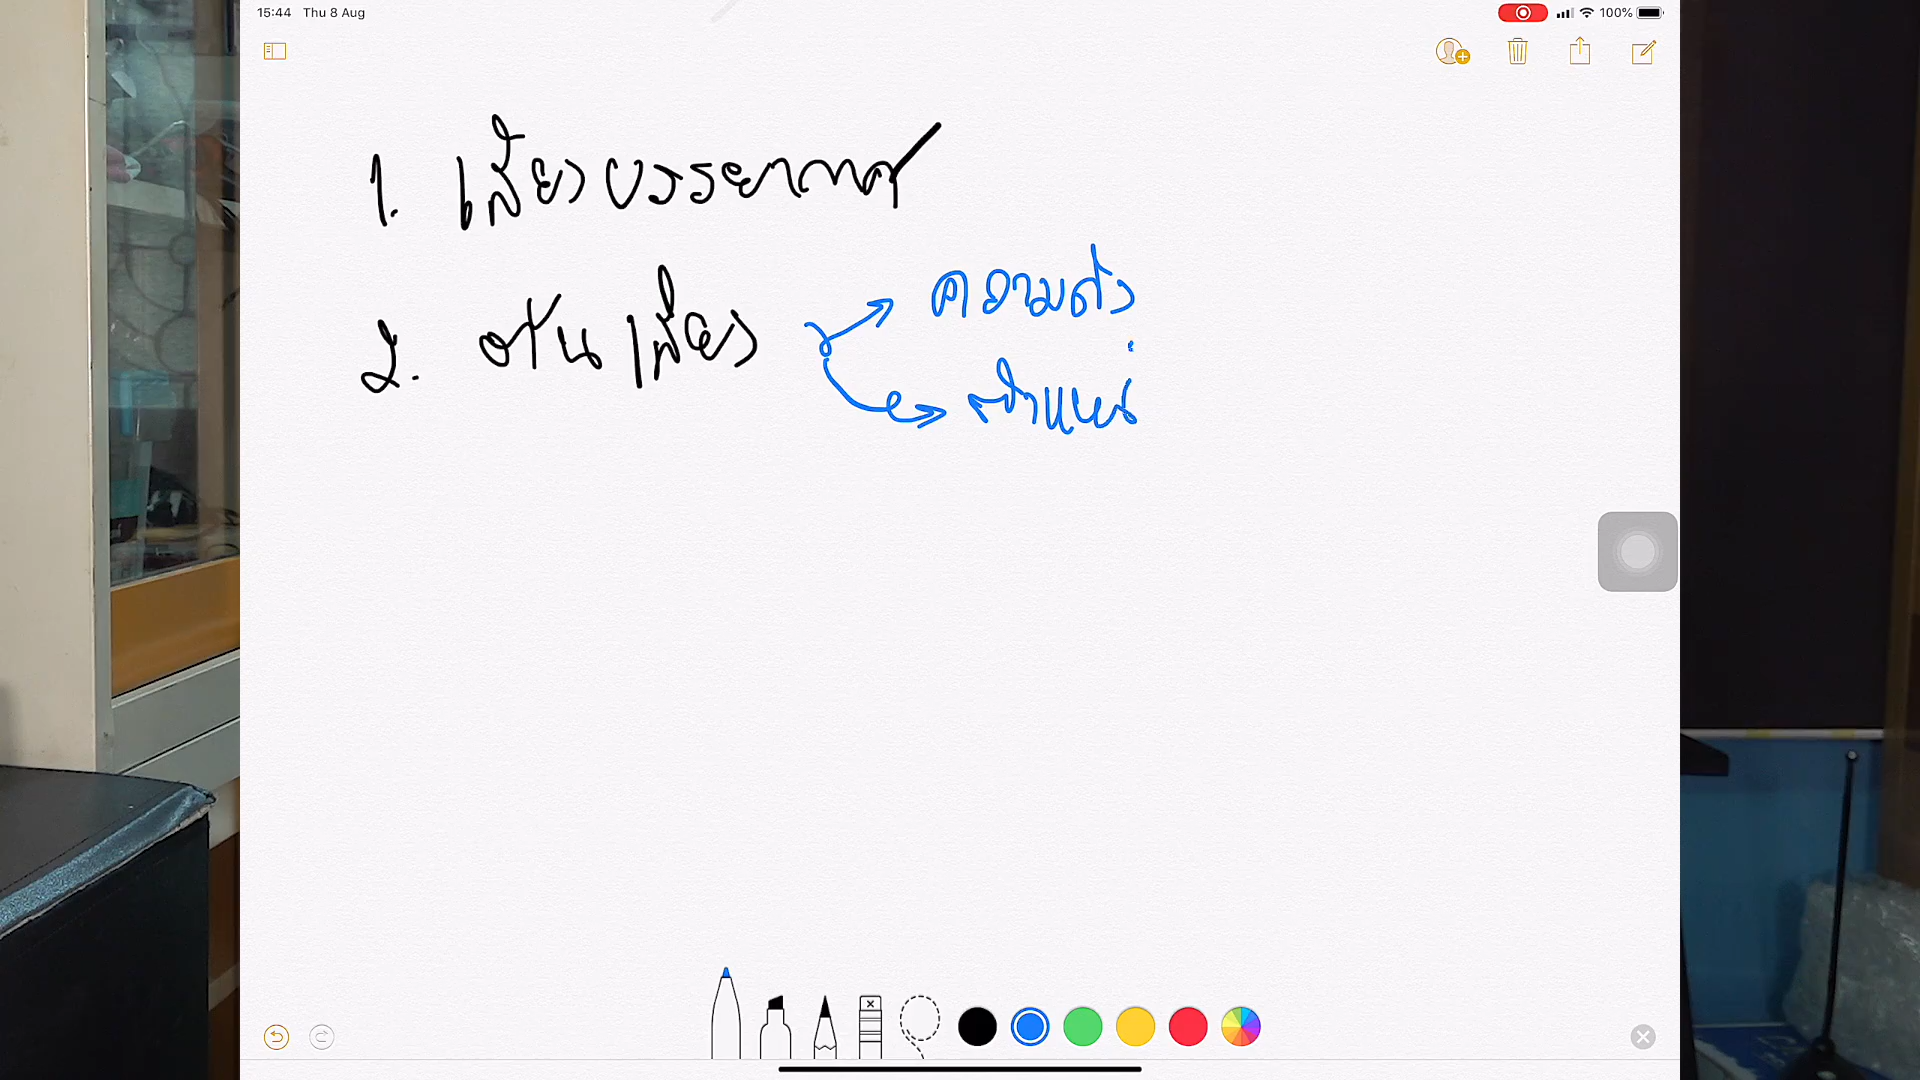 15:44 Thu 8 Aug
100%
1. เสียงบรรยากาศ
2. ต้นเสียง
ความดัง
ตำแหน่